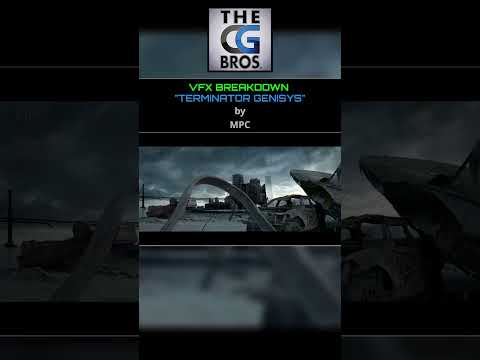 THE
CG
BROS.
VFX BREAKDOWN
"TERMINATOR GENISYS"
by
MPC